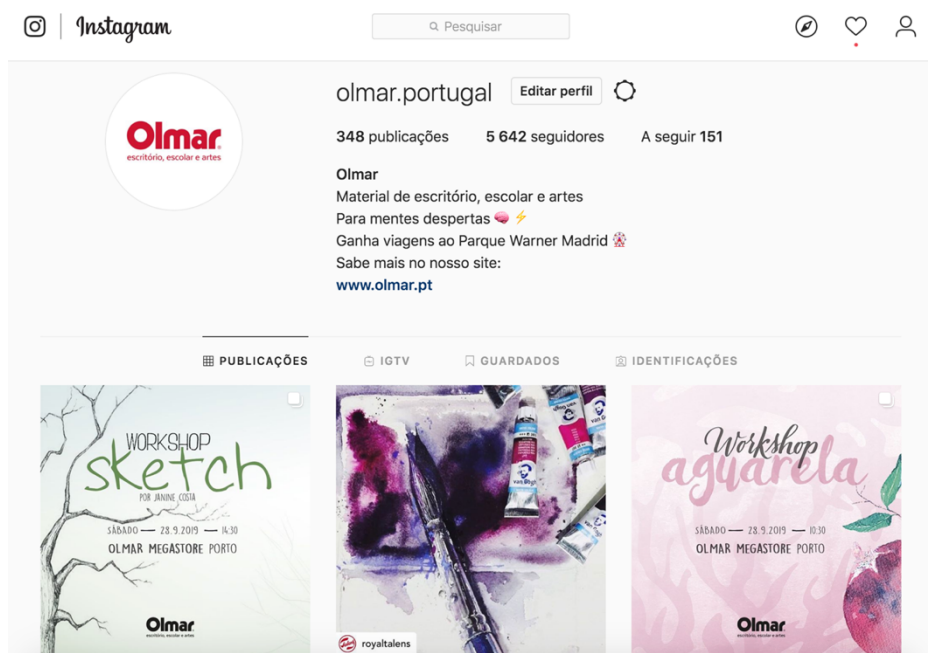 Instagram
Pesquisar
olmar.portugal Editar perfil
348 publicações 5 642 seguidores A seguir 151
Olmar
escritório, escolar e artes
Olmar
Material de escritório, escolar e artes
Para mentes despertas 🧠 ⚡
Ganha viagens ao Parque Warner Madrid 🎡
Sabe mais no nosso site:
www.olmar.pt
PUBLICAÇÕES IGTV GUARDADOS IDENTIFICAÇÕES
WORKSHOP
sketch
POR JANINE COSTA
SÁBADO — 28.9.2019 — 14:30
OLMAR MEGASTORE PORTO
Olmar
escritório, escolar e artes
van Gogh
royaltalens
Workshop
aguarela
SÁBADO — 28.9.2019 — 10:30
OLMAR MEGASTORE PORTO
Olmar
escritório, escolar e artes